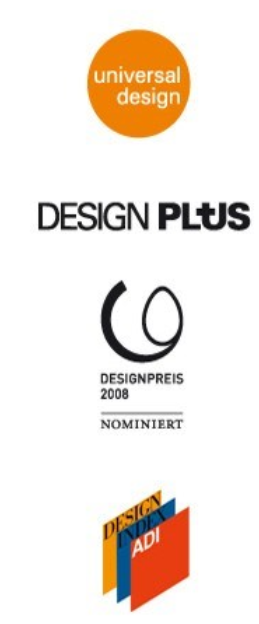 universal
design
DESIGN PLUS
DESIGNPREIS
2008
NOMINIERT
DESIGN
INDEX
ADI